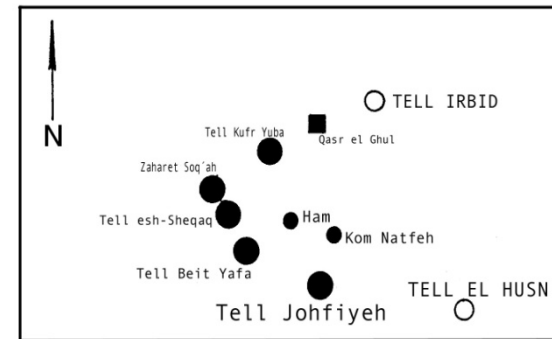 TELL IRBID
Tell Kufr Yuba
Qasr el Ghul
N
Zaharet Soq´ah
Tell esh-Sheqaq
Ham
Kom Natfeh
Tell Beit Yafa
TELL EL HUSN
Tell Johfiyeh